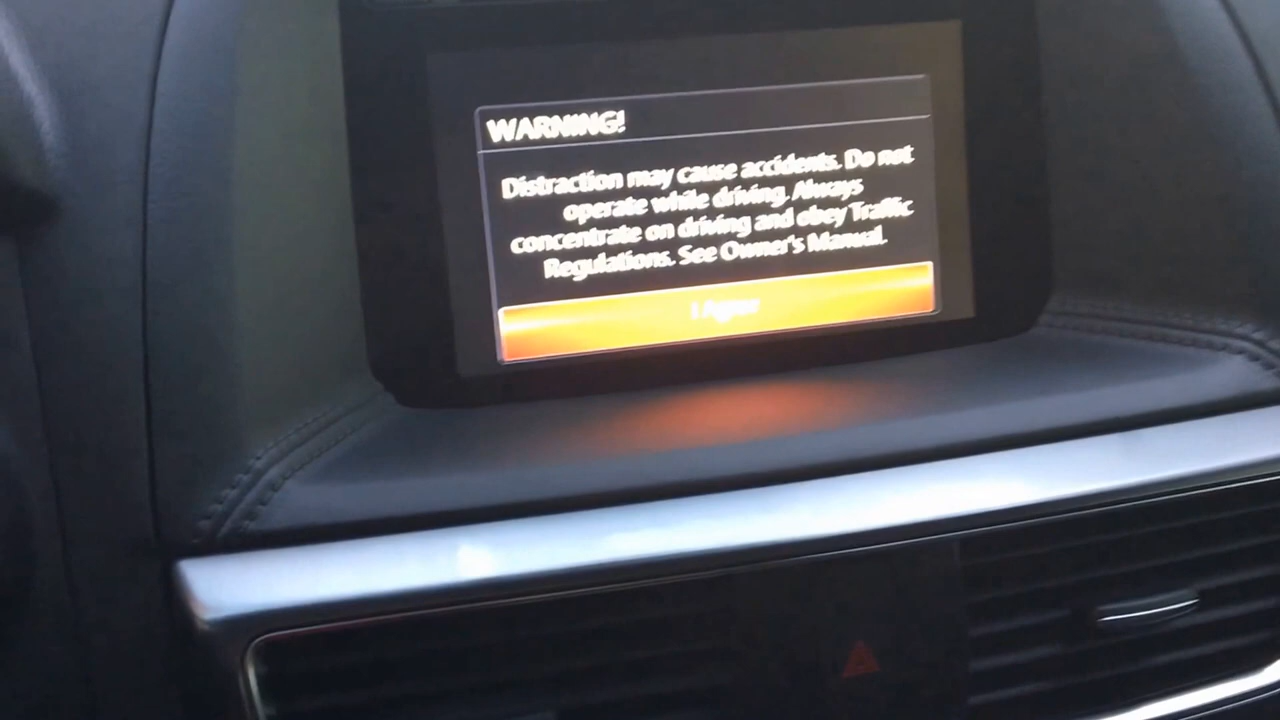 WARNING!
Distraction may cause accidents. Do not
operate while driving. Always
concentrate on driving and obey Traffic
Regulations. See Owner's Manual.
I Agree